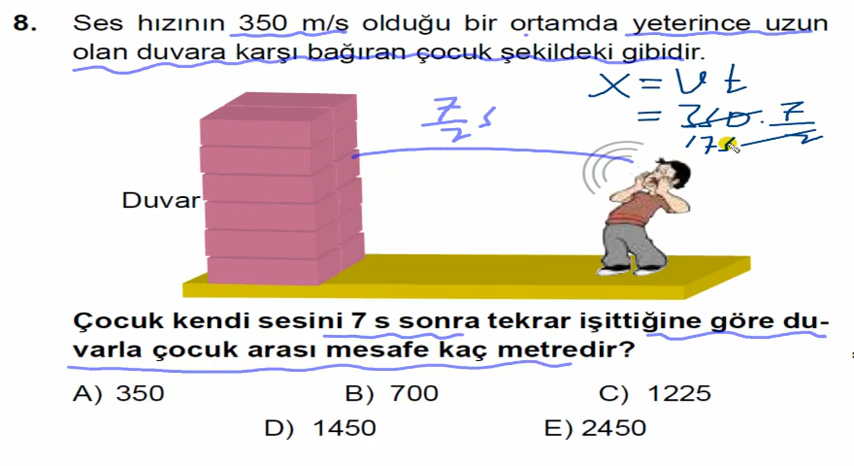 8. Ses hızının 350 m/s olduğu bir ortamda yeterince uzun
olan duvara karşı bağıran çocuk şekildeki gibidir.
x = v t
7/2 s
= 350 . 7/2
175
Duvar
Çocuk kendi sesini 7 s sonra tekrar işittiğine göre du-
varla çocuk arası mesafe kaç metredir?
A) 350 B) 700 C) 1225
D) 1450 E) 2450